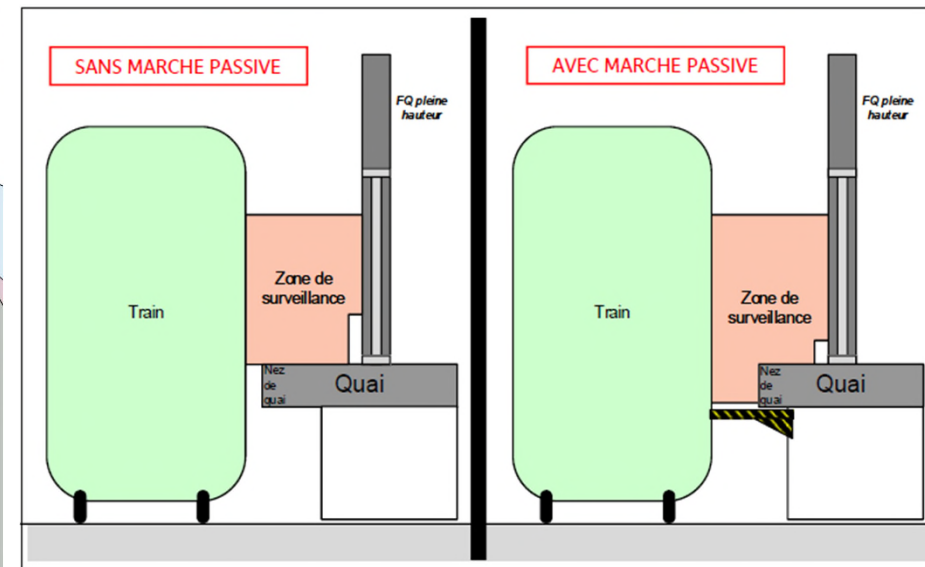 SANS MARCHE PASSIVE
FQ pleine
hauteur
Train
Zone de
surveillance
Nez
de
quai
Quai
AVEC MARCHE PASSIVE
FQ pleine
hauteur
Train
Zone de
surveillance
Nez
de
quai
Quai